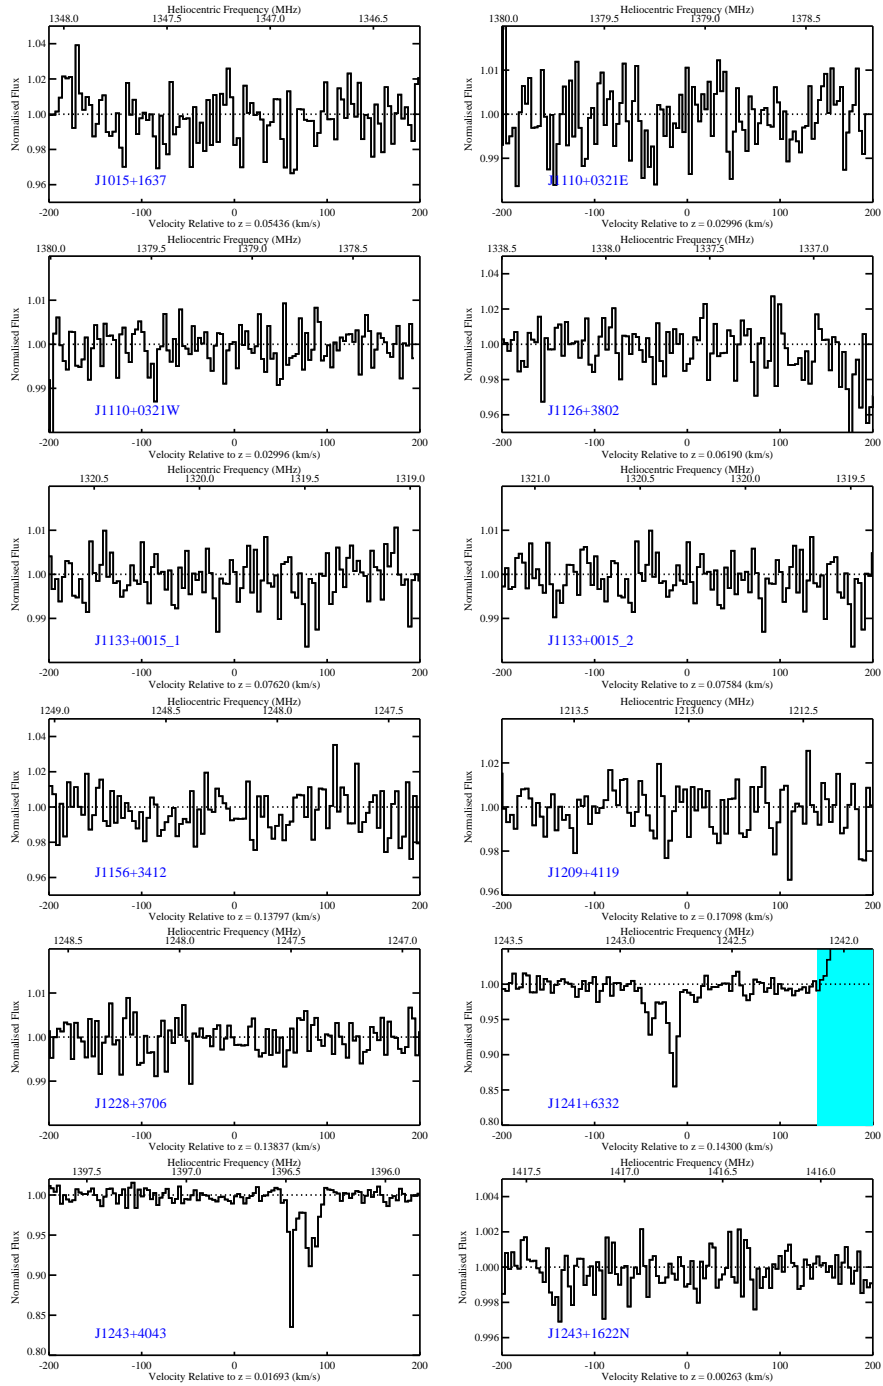 Heliocentric Frequency (MHz)
1348.0 1347.5 1347.0 1346.5
Normalised Flux
1.04
1.02
1.00
0.98
0.96
J1015+1637
-200 -100 0 100 200
Velocity Relative to z = 0.05436 (km/s)
Heliocentric Frequency (MHz)
1380.0 1379.5 1379.0 1378.5
Normalised Flux
1.01
1.00
0.99
J1110+0321E
-200 -100 0 100 200
Velocity Relative to z = 0.02996 (km/s)
Heliocentric Frequency (MHz)
1380.0 1379.5 1379.0 1378.5
Normalised Flux
1.01
1.00
0.99
J1110+0321W
-200 -100 0 100 200
Velocity Relative to z = 0.02996 (km/s)
Heliocentric Frequency (MHz)
1338.5 1338.0 1337.5 1337.0
Normalised Flux
1.04
1.02
1.00
0.98
0.96
J1126+3802
-200 -100 0 100 200
Velocity Relative to z = 0.06190 (km/s)
Heliocentric Frequency (MHz)
1320.5 1320.0 1319.5 1319.0
Normalised Flux
1.01
1.00
0.99
J1133+0015_1
-200 -100 0 100 200
Velocity Relative to z = 0.07620 (km/s)
Heliocentric Frequency (MHz)
1321.0 1320.5 1320.0 1319.5
Normalised Flux
1.01
1.00
0.99
J1133+0015_2
-200 -100 0 100 200
Velocity Relative to z = 0.07584 (km/s)
Heliocentric Frequency (MHz)
1249.0 1248.5 1248.0 1247.5
Normalised Flux
1.04
1.02
1.00
0.98
0.96
J1156+3412
-200 -100 0 100 200
Velocity Relative to z = 0.13797 (km/s)
Heliocentric Frequency (MHz)
1213.5 1213.0 1212.5
Normalised Flux
1.04
1.02
1.00
0.98
0.96
J1209+4119
-200 -100 0 100 200
Velocity Relative to z = 0.17098 (km/s)
Heliocentric Frequency (MHz)
1248.5 1248.0 1247.5 1247.0
Normalised Flux
1.01
1.00
0.99
J1228+3706
-200 -100 0 100 200
Velocity Relative to z = 0.13837 (km/s)
Heliocentric Frequency (MHz)
1243.5 1243.0 1242.5 1242.0
Normalised Flux
1.00
0.95
0.90
0.85
0.80
J1241+6332
-200 -100 0 100 200
Velocity Relative to z = 0.14300 (km/s)
Heliocentric Frequency (MHz)
1397.5 1397.0 1396.5 1396.0
Normalised Flux
1.00
0.95
0.90
0.85
0.80
J1243+4043
-200 -100 0 100 200
Velocity Relative to z = 0.01693 (km/s)
Heliocentric Frequency (MHz)
1417.5 1417.0 1416.5 1416.0
Normalised Flux
1.004
1.002
1.000
0.998
0.996
J1243+1622N
-200 -100 0 100 200
Velocity Relative to z = 0.00263 (km/s)